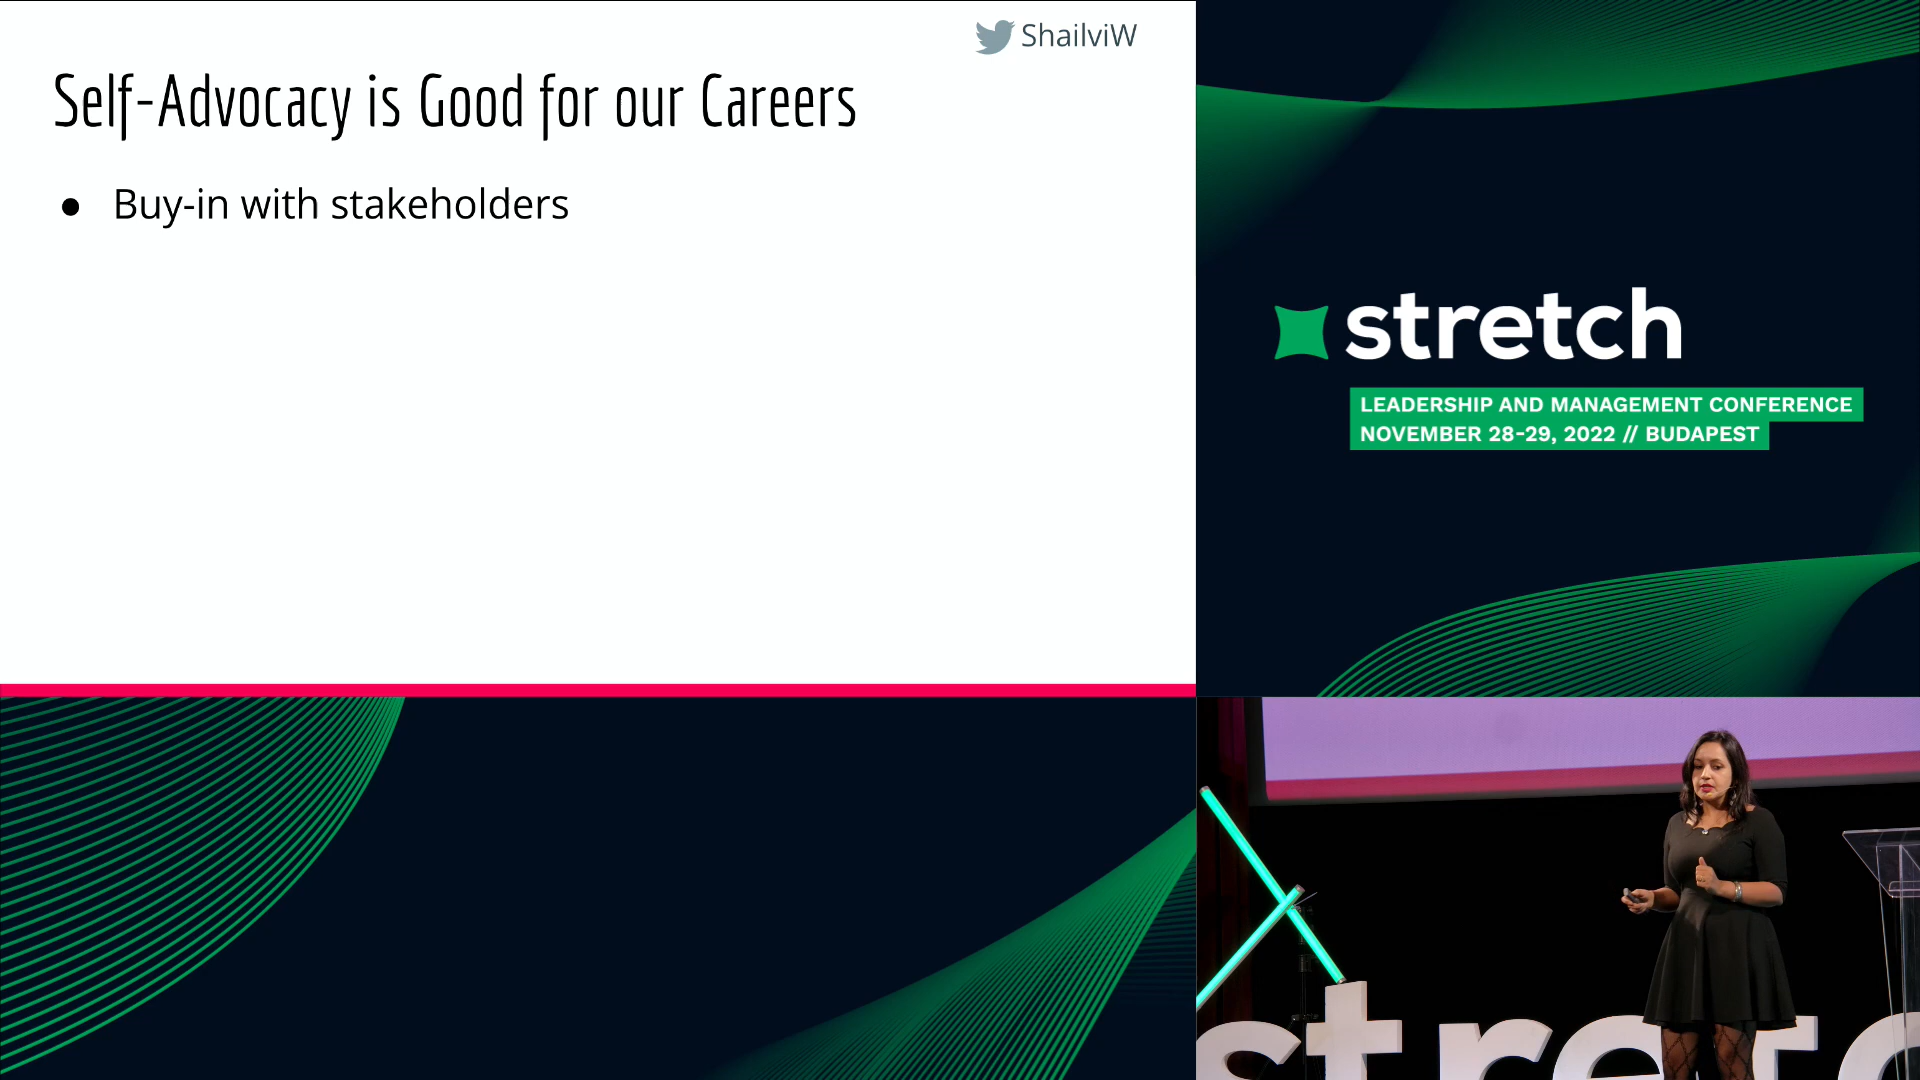 ShailviW
Self-Advocacy is Good for our Careers
● Buy-in with stakeholders
stretch
LEADERSHIP AND MANAGEMENT CONFERENCE
NOVEMBER 28-29, 2022 // BUDAPEST
stretc